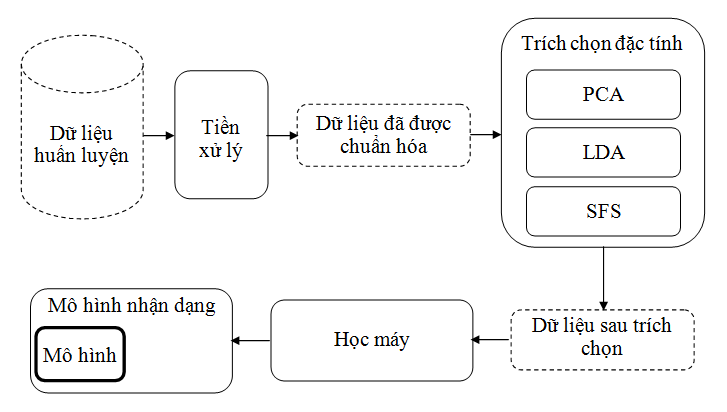 Dữ liệu
huấn luyện
Tiền
xử lý
Dữ liệu đã được
chuẩn hóa
Trích chọn đặc tính
PCA
LDA
SFS
Dữ liệu sau trích
chọn
Học máy
Mô hình nhận dạng
Mô hình